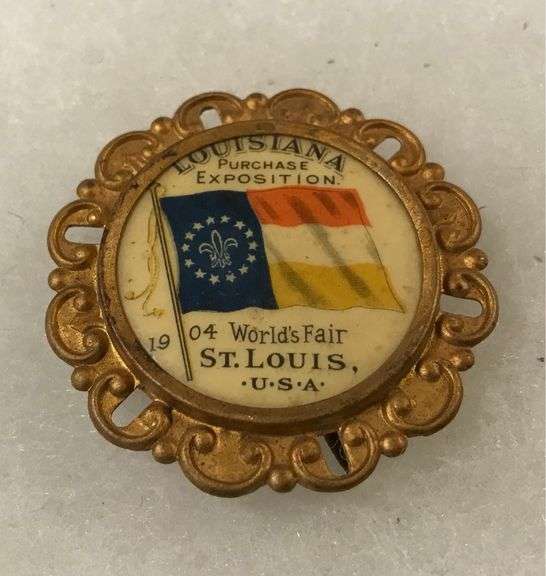 LOUISIANA
PURCHASE
EXPOSITION.
1904 World's Fair
ST. LOUIS,
·U·S·A·